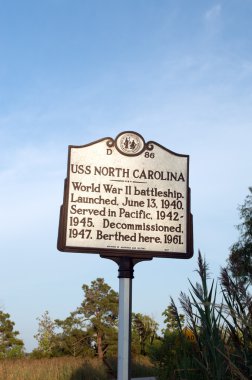 D 86
USS NORTH CAROLINA
World War II battleship.
Launched, June 13, 1940.
Served in Pacific, 1942-
1945. Decommissioned,
1947. Berthed here, 1961.